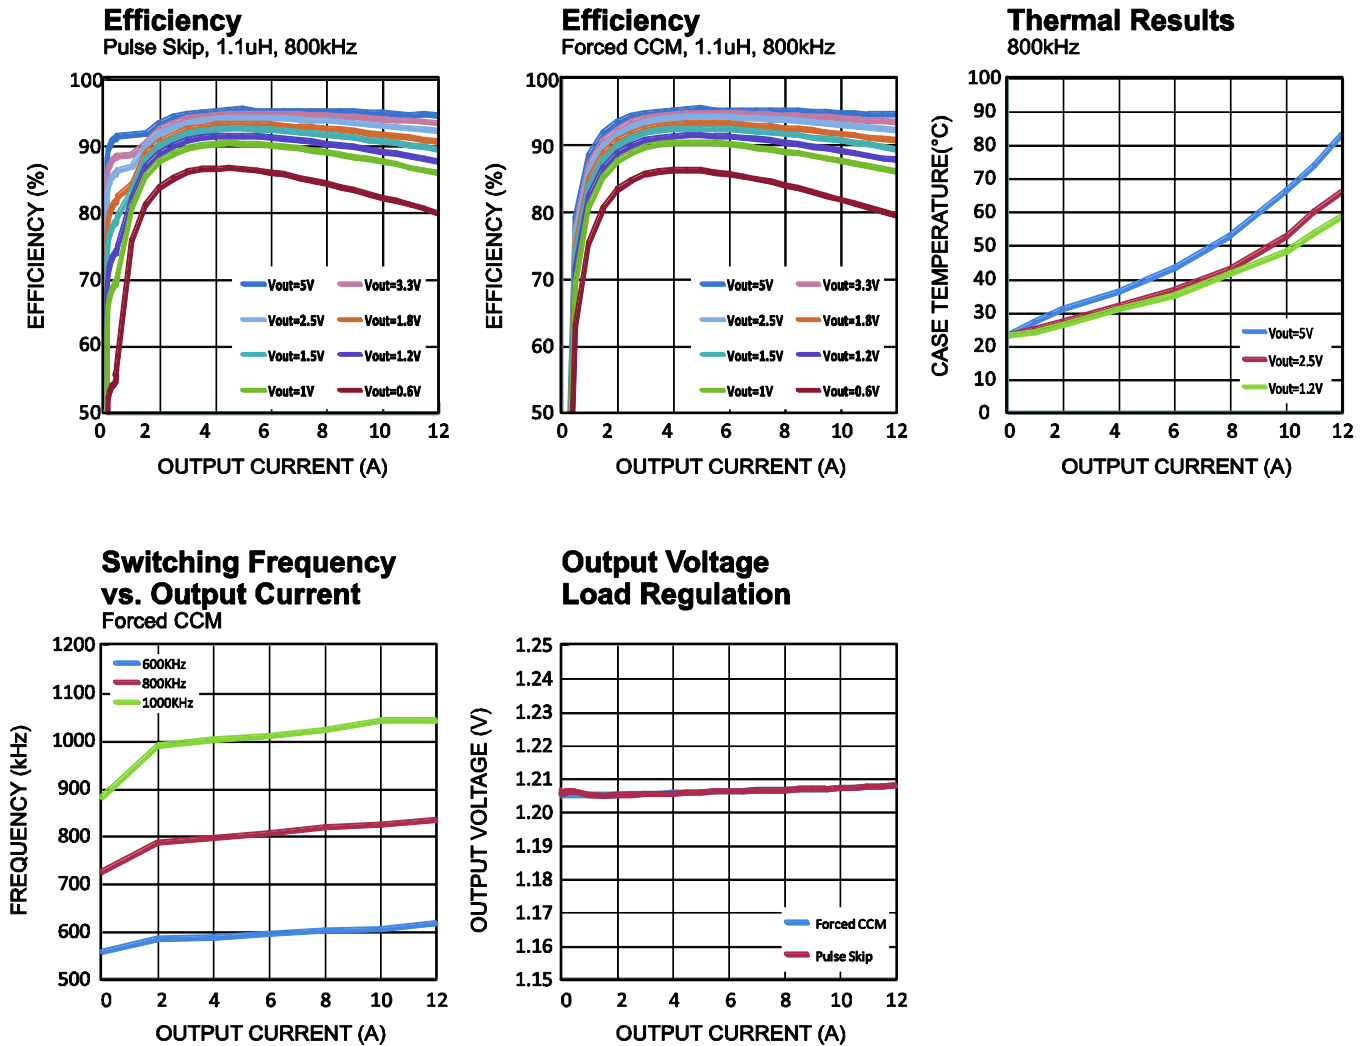 Efficiency
Pulse Skip, 1.1uH, 800kHz
100
90
80
70
60
50
EFFICIENCY (%)
Vout=5V
Vout=3.3V
Vout=2.5V
Vout=1.8V
Vout=1.5V
Vout=1.2V
Vout=1V
Vout=0.6V
0 2 4 6 8 10 12
OUTPUT CURRENT (A)
Efficiency
Forced CCM, 1.1uH, 800kHz
100
90
80
70
60
50
EFFICIENCY (%)
Vout=5V
Vout=3.3V
Vout=2.5V
Vout=1.8V
Vout=1.5V
Vout=1.2V
Vout=1V
Vout=0.6V
0 2 4 6 8 10 12
OUTPUT CURRENT (A)
Thermal Results
800kHz
100
90
80
70
60
50
40
30
20
10
0
CASE TEMPERATURE(°C)
Vout=5V
Vout=2.5V
Vout=1.2V
0 2 4 6 8 10 12
OUTPUT CURRENT (A)
Switching Frequency
vs. Output Current
Forced CCM
1200
1100
1000
900
800
700
600
500
FREQUENCY (kHz)
600KHz
800KHz
1000KHz
0 2 4 6 8 10 12
OUTPUT CURRENT (A)
Output Voltage
Load Regulation
1.25
1.24
1.23
1.22
1.21
1.20
1.19
1.18
1.17
1.16
1.15
OUTPUT VOLTAGE (V)
Forced CCM
Pulse Skip
0 2 4 6 8 10 12
OUTPUT CURRENT (A)